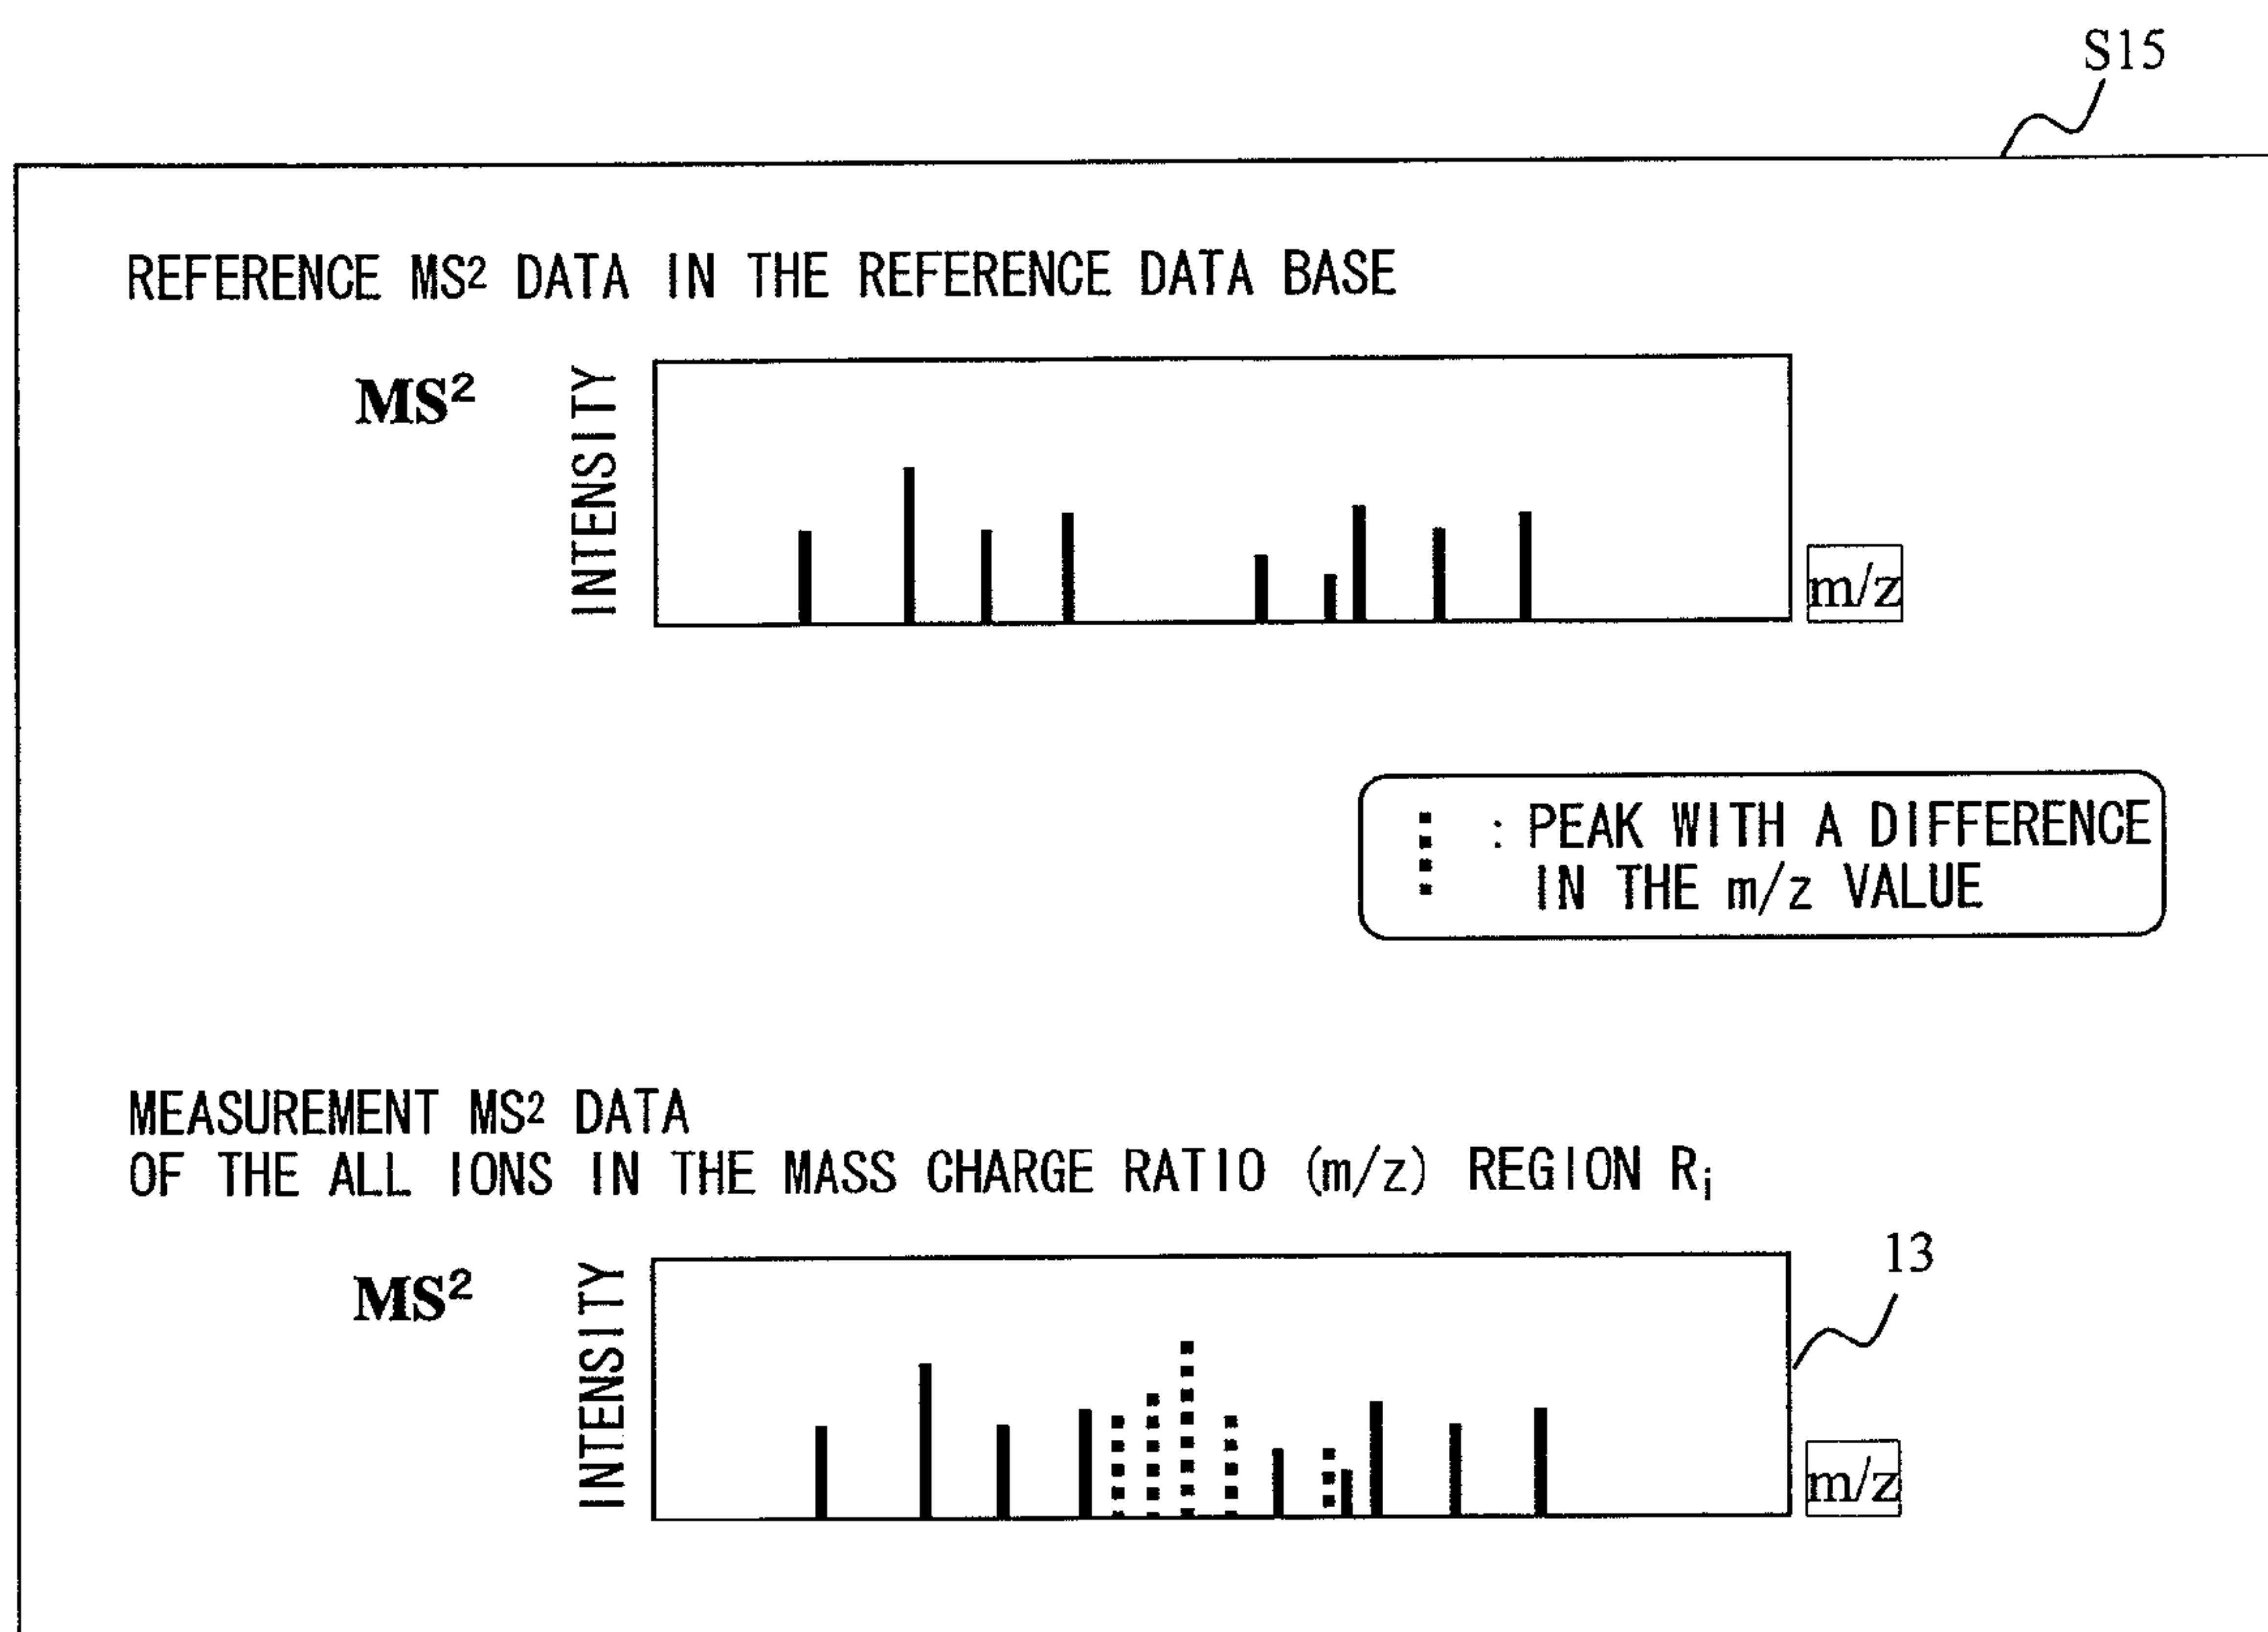 S15
REFERENCE MS² DATA IN THE REFERENCE DATA BASE
MS²
INTENSITY
m/z
: PEAK WITH A DIFFERENCE
IN THE m/z VALUE
MEASUREMENT MS² DATA
OF THE ALL IONS IN THE MASS CHARGE RATIO (m/z) REGION Rᵢ
13
MS²
INTENSITY
m/z